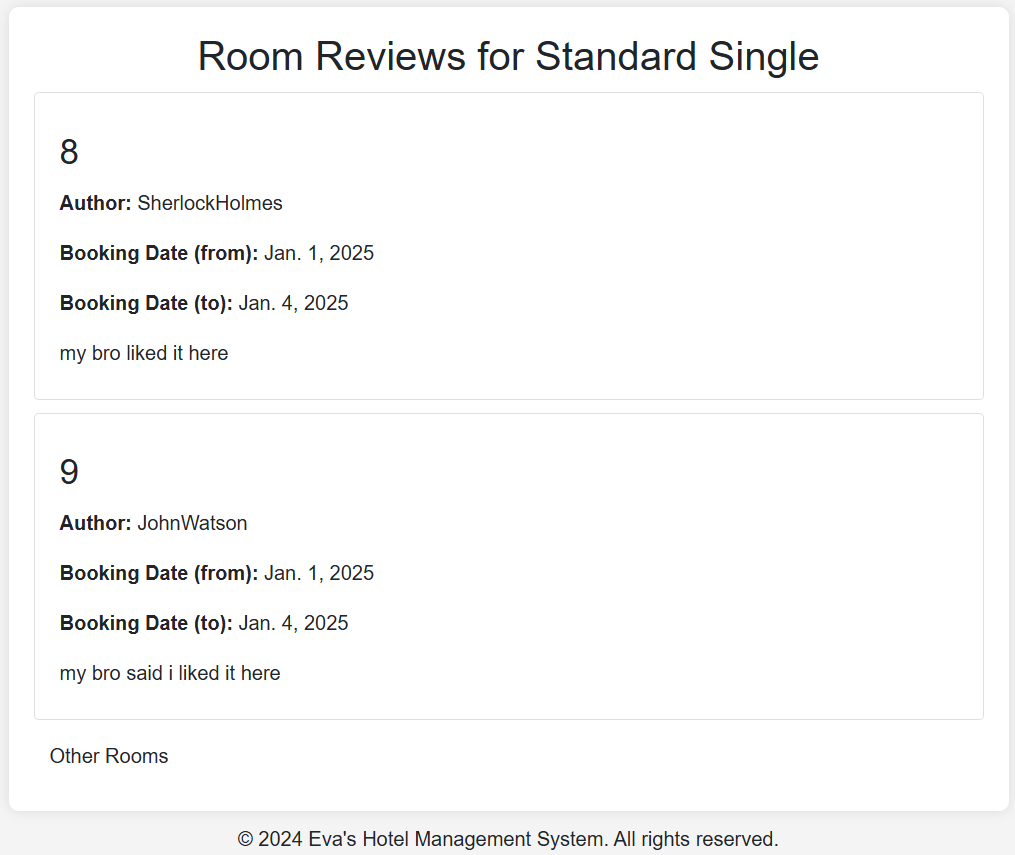 Room Reviews for Standard Single
8
Author: SherlockHolmes
Booking Date (from): Jan. 1, 2025
Booking Date (to): Jan. 4, 2025
my bro liked it here
9
Author: JohnWatson
Booking Date (from): Jan. 1, 2025
Booking Date (to): Jan. 4, 2025
my bro said i liked it here
Other Rooms
© 2024 Eva's Hotel Management System. All rights reserved.